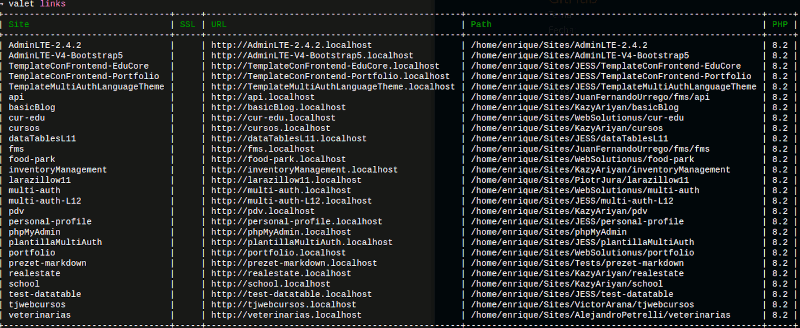 → valet links
Site | SSL | URL | Path | PHP |
| AdminLTE-2.4.2 | | http://AdminLTE-2.4.2.localhost | /home/enrique/Sites/AdminLTE-2.4.2 | 8.2 |
| AdminLTE-V4-Bootstrap5 | | http://AdminLTE-V4-Bootstrap5.localhost | /home/enrique/Sites/AdminLTE-V4-Bootstrap5 | 8.2 |
| TemplateConFrontend-EduCore | | http://TemplateConFrontend-EduCore.localhost | /home/enrique/Sites/JESS/TemplateConFrontend-EduCore | 8.2 |
| TemplateConFrontend-Portfolio | | http://TemplateConFrontend-Portfolio.localhost | /home/enrique/Sites/JESS/TemplateConFrontend-Portfolio | 8.2 |
| TemplateMultiAuthLanguageTheme | | http://TemplateMultiAuthLanguageTheme.localhost | /home/enrique/Sites/JESS/TemplateMultiAuthLanguageTheme | 8.2 |
| api | | http://api.localhost | /home/enrique/Sites/JuanFernandoUrrego/fms/api | 8.2 |
| basicBlog | | http://basicBlog.localhost | /home/enrique/Sites/KazyAriyan/basicBlog | 8.2 |
| cur-edu | | http://cur-edu.localhost | /home/enrique/Sites/WebSolutionus/cur-edu | 8.2 |
| cursos | | http://cursos.localhost | /home/enrique/Sites/KazyAriyan/cursos | 8.2 |
| dataTablesL11 | | http://dataTablesL11.localhost | /home/enrique/Sites/JESS/dataTablesL11 | 8.2 |
| fms | | http://fms.localhost | /home/enrique/Sites/JuanFernandoUrrego/fms/fms | 8.2 |
| food-park | | http://food-park.localhost | /home/enrique/Sites/WebSolutionus/food-park | 8.2 |
| inventoryManagement | | http://inventoryManagement.localhost | /home/enrique/Sites/KazyAriyan/inventoryManagement | 8.2 |
| larazillow11 | | http://larazillow11.localhost | /home/enrique/Sites/PiotrJura/larazillow11 | 8.2 |
| multi-auth | | http://multi-auth.localhost | /home/enrique/Sites/WebSolutionus/multi-auth | 8.2 |
| multi-auth-L12 | | http://multi-auth-L12.localhost | /home/enrique/Sites/JESS/multi-auth-L12 | 8.2 |
| pdv | | http://pdv.localhost | /home/enrique/Sites/KazyAriyan/pdv | 8.2 |
| personal-profile | | http://personal-profile.localhost | /home/enrique/Sites/JESS/personal-profile | 8.2 |
| phpMyAdmin | | http://phpMyAdmin.localhost | /home/enrique/Sites/phpMyAdmin | 8.2 |
| plantillaMultiAuth | | http://plantillaMultiAuth.localhost | /home/enrique/Sites/JESS/plantillaMultiAuth | 8.2 |
| portfolio | | http://portfolio.localhost | /home/enrique/Sites/WebSolutionus/portfolio | 8.2 |
| prezet-markdown | | http://prezet-markdown.localhost | /home/enrique/Sites/Tests/prezet-markdown | 8.2 |
| realestate | | http://realestate.localhost | /home/enrique/Sites/KazyAriyan/realestate | 8.2 |
| school | | http://school.localhost | /home/enrique/Sites/KazyAriyan/school | 8.2 |
| test-datatable | | http://test-datatable.localhost | /home/enrique/Sites/JESS/test-datatable | 8.2 |
| tjwebcursos | | http://tjwebcursos.localhost | /home/enrique/Sites/VictorArana/tjwebcursos | 8.2 |
| veterinarias | | http://veterinarias.localhost | /home/enrique/Sites/AlejandroPetrelli/veterinarias | 8.2 |